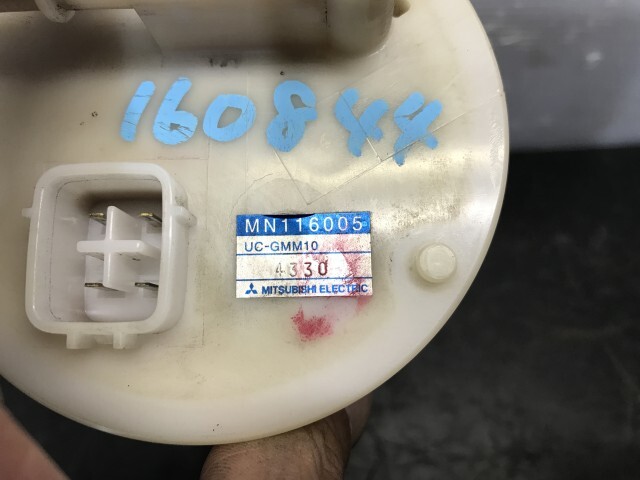 160844
MN116005
UC-GMM10
4330
MITSUBISHI ELECTRIC